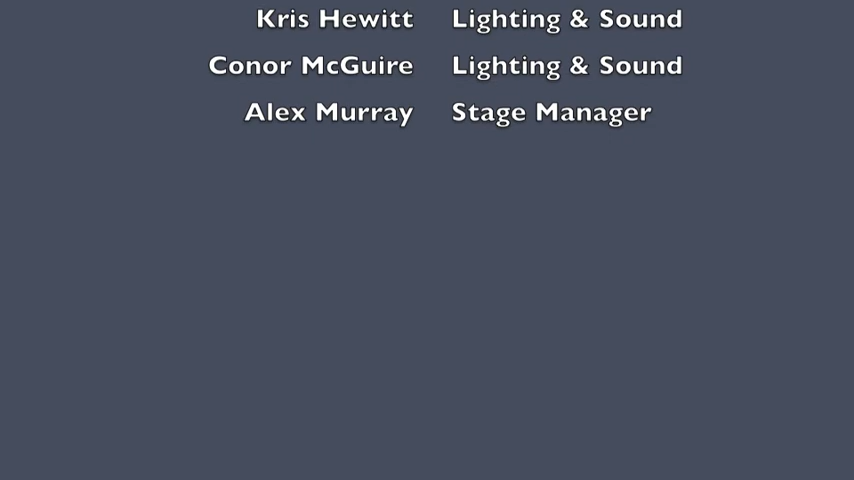 Kris Hewitt Lighting & Sound
Conor McGuire Lighting & Sound
Alex Murray Stage Manager